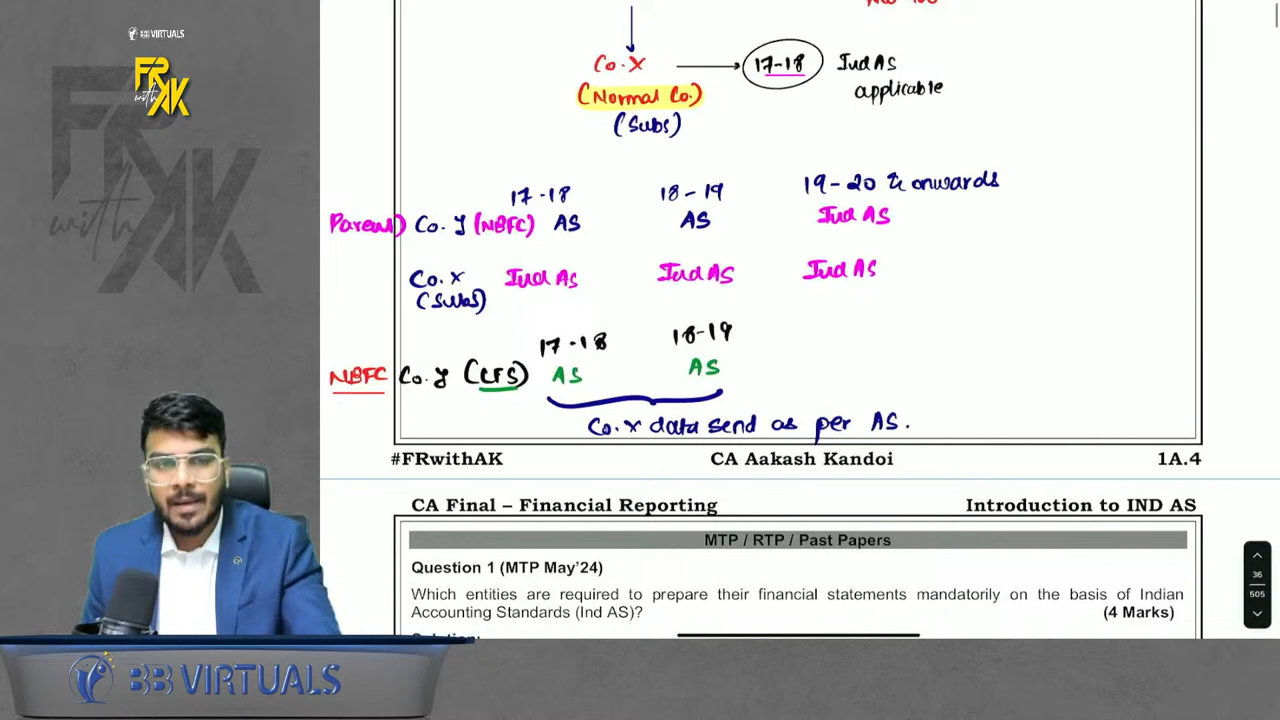 BB VIRTUALS
FR
with
AK
Co. X
17-18
Ind AS
applicable
(Normal Co.)
(Subs)
17-18
18-19
19-20 & onwards
Parent)
Co. Y (NBFC)
AS
AS
Ind AS
Co. X
(Subs)
Ind AS
Ind AS
Ind AS
17-18
18-19
NBFC
Co. Y (CFS)
AS
AS
Co. X data send as per AS.
#FRwithAK
CA Aakash Kandoi
1A.4
CA Final – Financial Reporting
Introduction to IND AS
MTP / RTP / Past Papers
Question 1 (MTP May'24)
Which entities are required to prepare their financial statements mandatorily on the basis of Indian
Accounting Standards (Ind AS)?
(4 Marks)
36
505
BB VIRTUALS